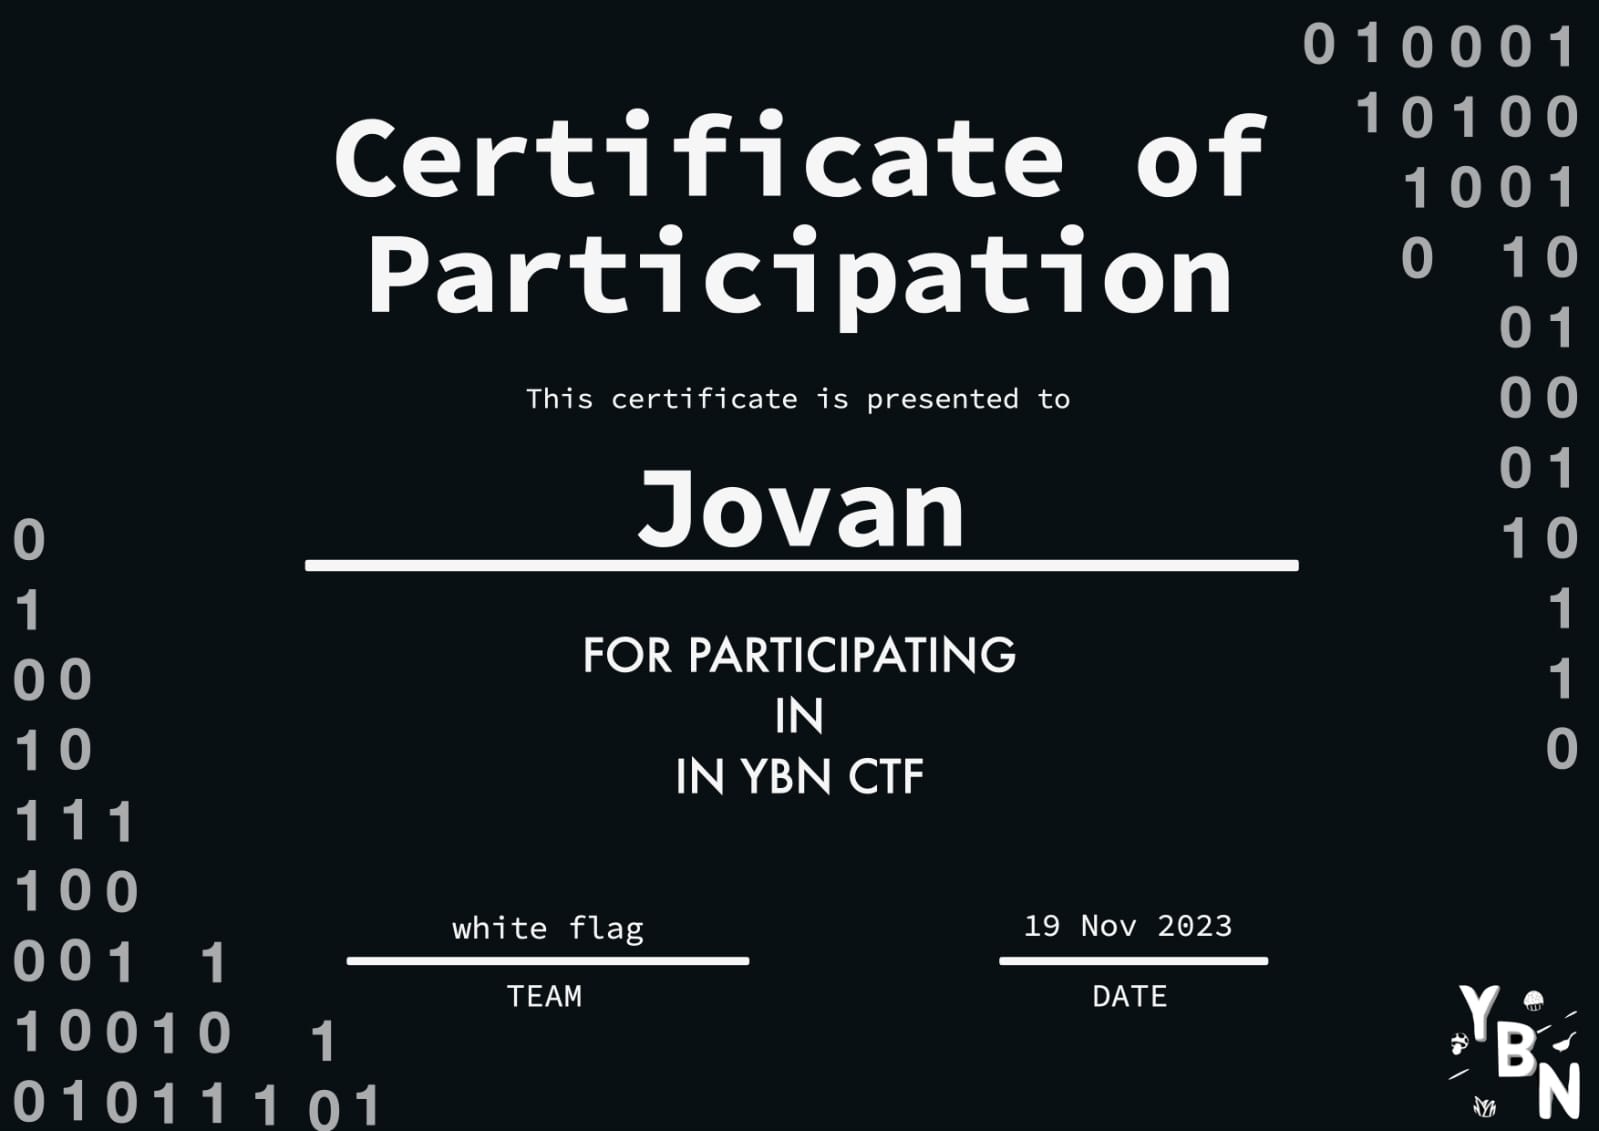 010001
10100
1001
0 10
01
00
01
10
1
1
0
Certificate of
Participation
This certificate is presented to
Jovan
FOR PARTICIPATING
IN
IN YBN CTF
0
1
00
10
111
100
001 1
10010 1
01011101
white flag
TEAM
19 Nov 2023
DATE
YBN